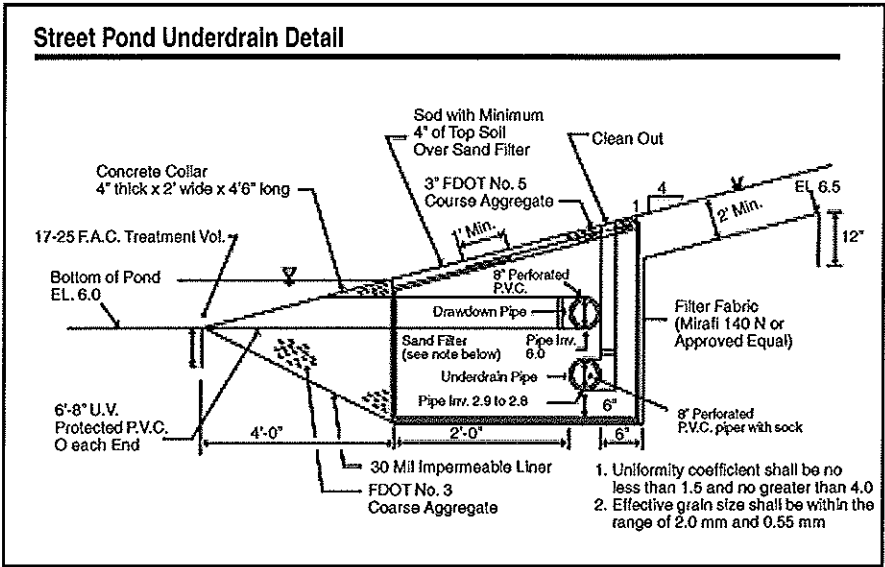 Street Pond Underdrain Detail
Sod with Minimum
4" of Top Soil
Over Sand Filter
Clean Out
Concrete Collar
4" thick x 2' wide x 4'6" long
3" FDOT No. 5
Course Aggregate
1
4
EL 6.5
2' Min.
1' Min.
12"
17-25 F.A.C. Treatment Vol.
8" Perforated
P.V.C.
Bottom of Pond
EL. 6.0
Drawdown Pipe
Filter Fabric
(Mirafi 140 N or
Approved Equal)
Sand Filter
(see note below)
Pipe Inv.
6.0
Underdrain Pipe
Pipe Inv. 2.9 to 2.8
6"
8" Perforated
P.V.C. piper with sock
6'-8" U.V.
Protected P.V.C.
O each End
4'-0"
2'-0"
6"
30 Mil Impermeable Liner
FDOT No. 3
Coarse Aggregate
1. Uniformity coefficient shall be no
less than 1.5 and no greater than 4.0
2. Effective grain size shall be within the
range of 2.0 mm and 0.55 mm